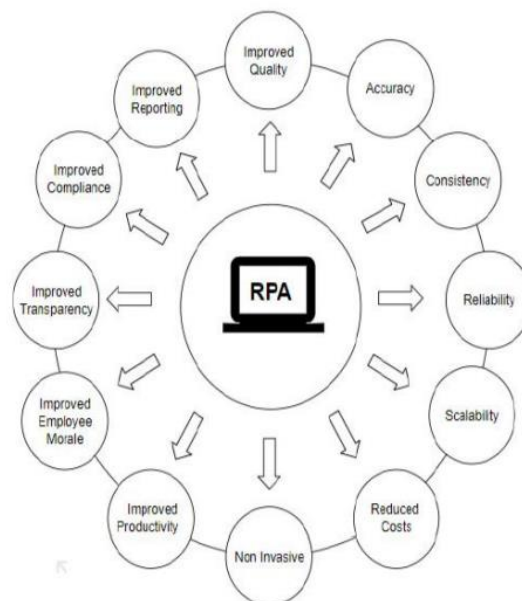 Improved
Quality
Accuracy
Consistency
Reliability
Scalability
Reduced
Costs
Non Invasive
Improved
Productivity
Improved
Employee
Morale
Improved
Transparency
Improved
Compliance
Improved
Reporting
RPA